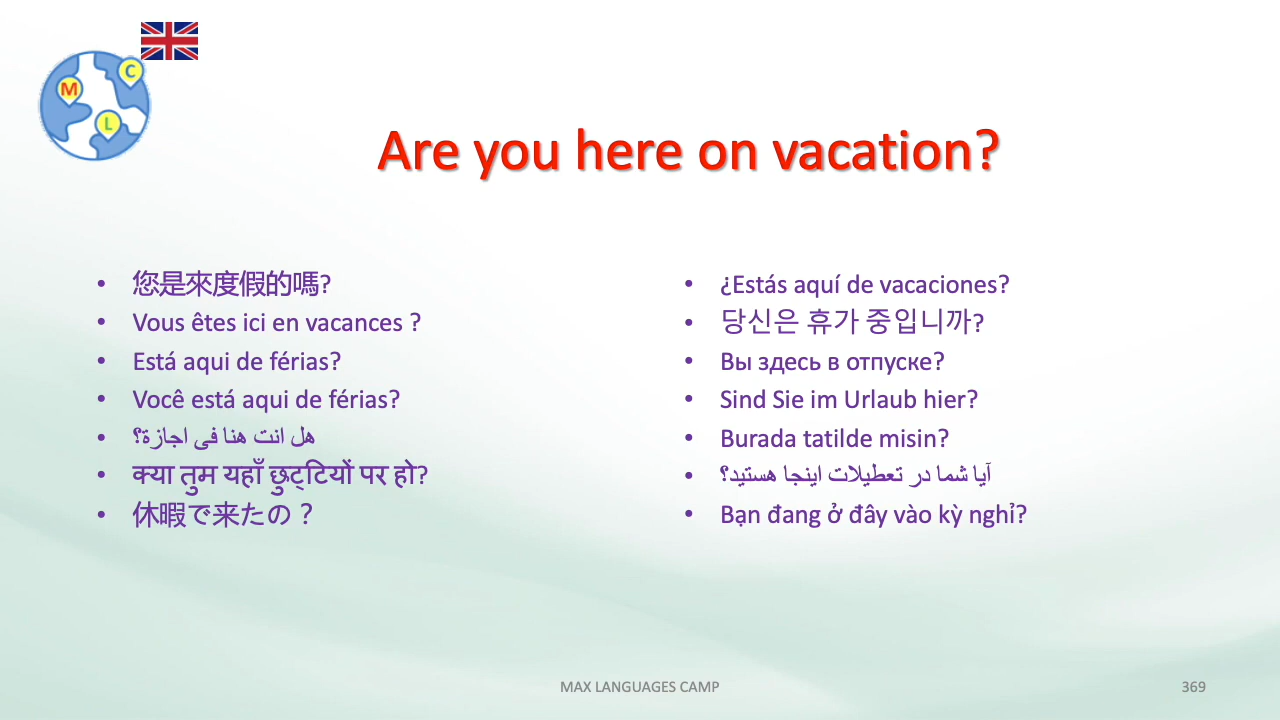 M
C
L
Are you here on vacation?
您是來度假的嗎?
Vous êtes ici en vacances ?
Está aqui de férias?
Você está aqui de férias?
هل انت هنا فى اجازة؟
क्या तुम यहाँ छुट्टियों पर हो?
休暇で来たの？
¿Estás aquí de vacaciones?
당신은 휴가 중입니까?
Вы здесь в отпуске?
Sind Sie im Urlaub hier?
Burada tatilde misin?
آیا شما در تعطیلات اینجا هستید؟
Bạn đang ở đây vào kỳ nghỉ?
MAX LANGUAGES CAMP
369